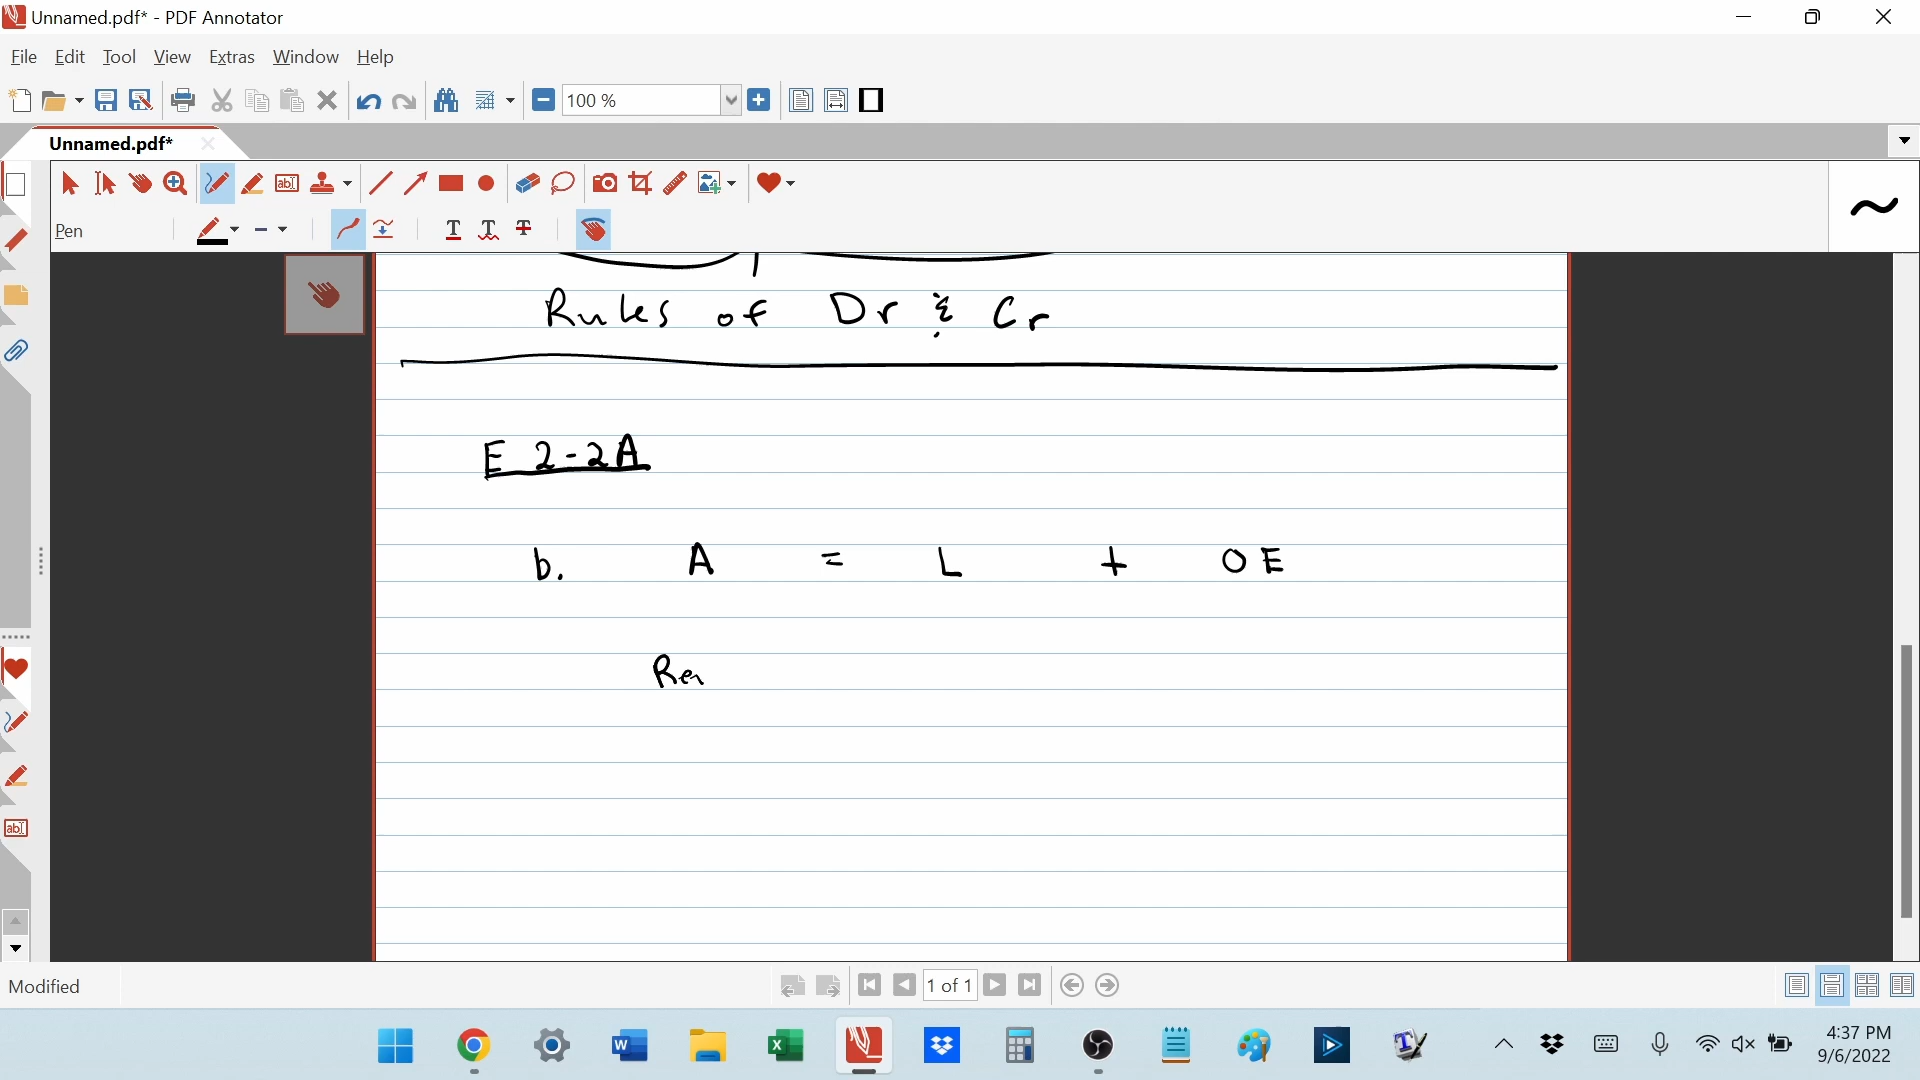 Unnamed.pdf* - PDF Annotator
File Edit Tool View Extras Window Help
100 %
Unnamed.pdf*
Pen
Rules of Dr & Cr
E 2-2A
b. A = L + OE
Ren
Modified
1 of 1
4:37 PM
9/6/2022